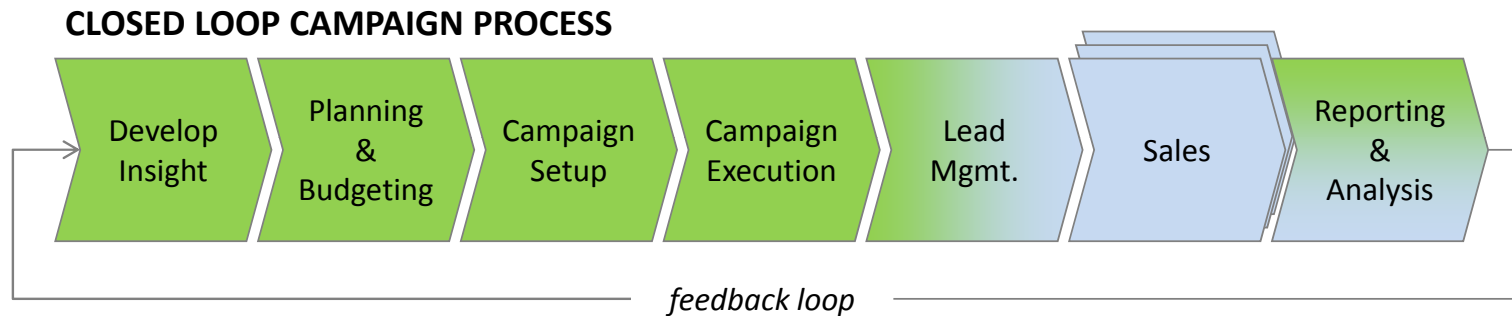 CLOSED LOOP CAMPAIGN PROCESS
Develop
Insight
Planning
&
Budgeting
Campaign
Setup
Campaign
Execution
Lead
Mgmt.
Sales
Reporting
&
Analysis
feedback loop